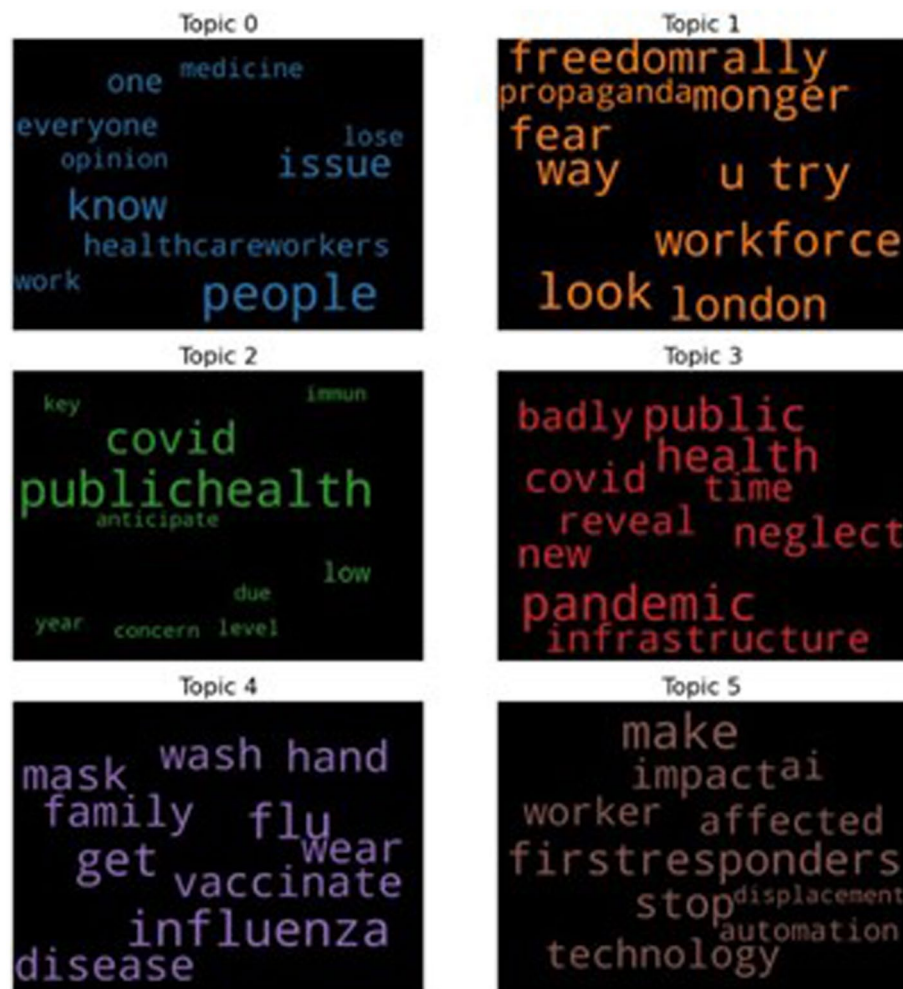 Topic 0
one medicine
everyone lose
opinion issue
know
healthcareworkers
work people
Topic 1
freedomrally
propaganda monger
fear
way u try
workforce
look london
Topic 2
key immun
covid
publichealth
anticipate
low
due
year concern level
Topic 3
badly public
health
covid time
reveal neglect
new
pandemic
infrastructure
Topic 4
wash hand
mask
family flu
wear
get vaccinate
influenza
disease
Topic 5
make
impact ai
worker affected
firstresponders
stop displacement
automation
technology